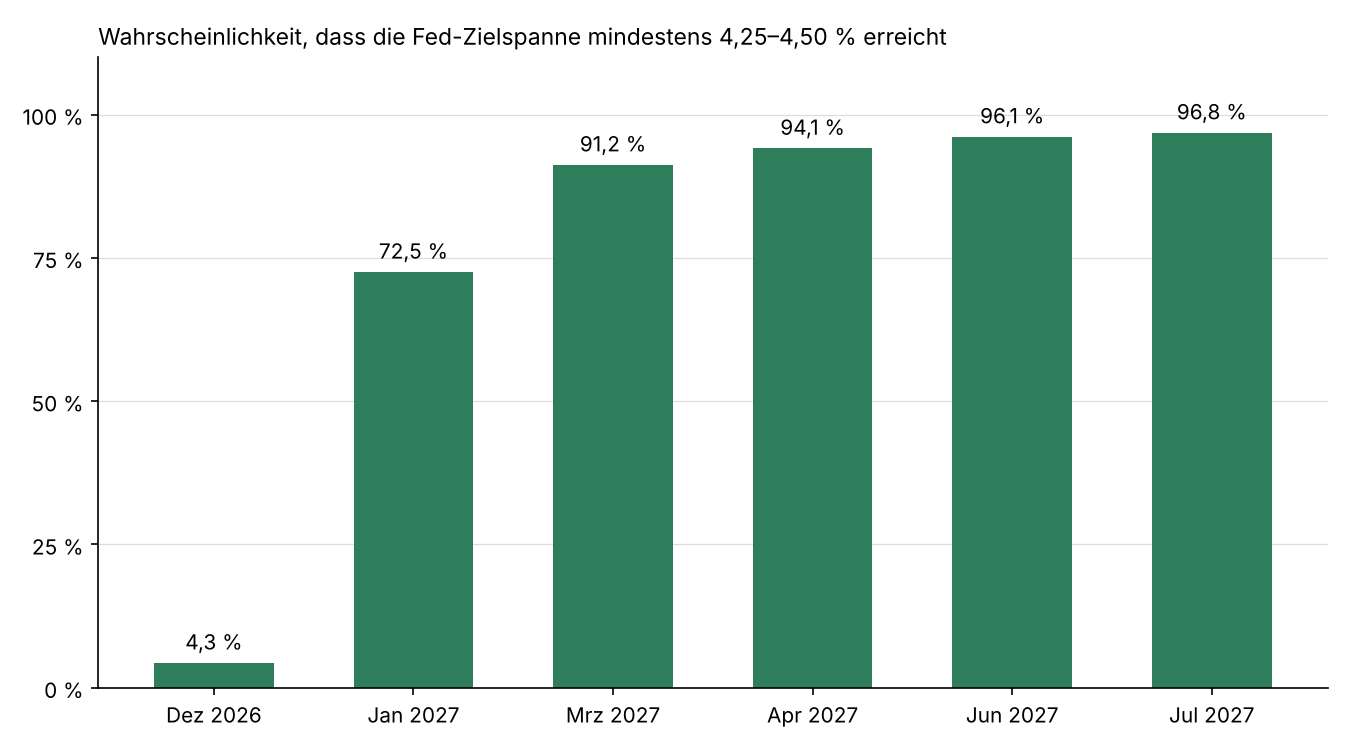 Wahrscheinlichkeit, dass die Fed-Zielspanne mindestens 4,25–4,50 % erreicht
100 %
75 %
50 %
25 %
0 %
4,3 %
72,5 %
91,2 %
94,1 %
96,1 %
96,8 %
Dez 2026
Jan 2027
Mrz 2027
Apr 2027
Jun 2027
Jul 2027